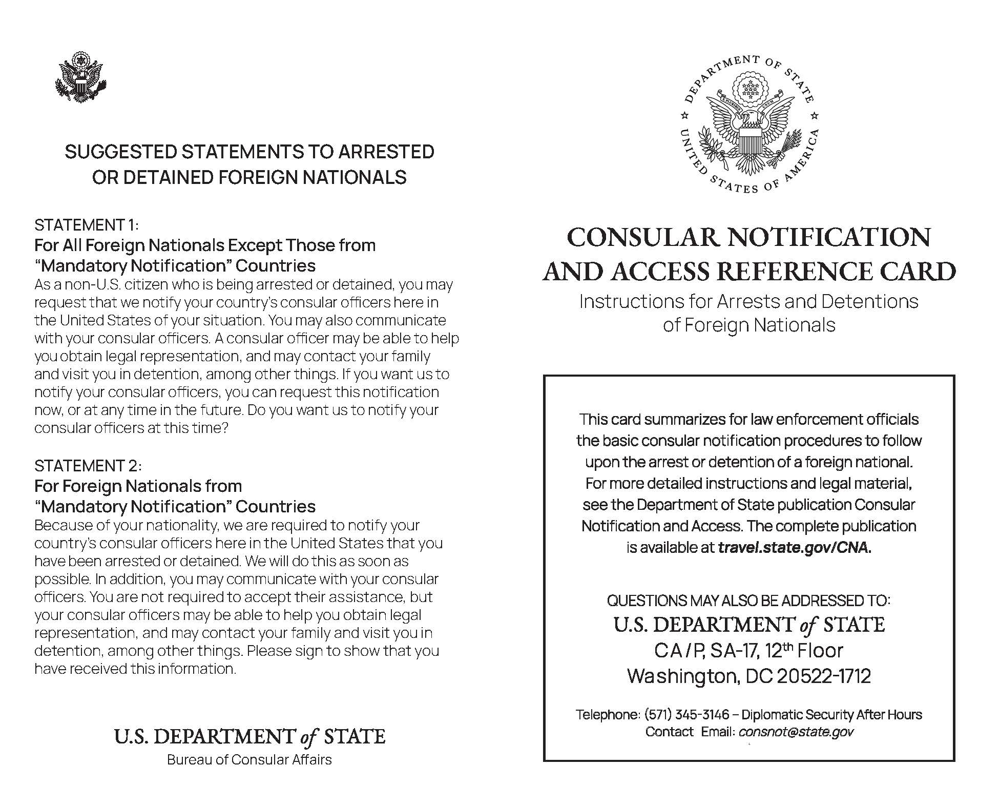 SUGGESTED STATEMENTS TO ARRESTED
OR DETAINED FOREIGN NATIONALS
STATEMENT 1:
For All Foreign Nationals Except Those from
“Mandatory Notification” Countries
As a non-U.S. citizen who is being arrested or detained, you may
request that we notify your country’s consular officers here in
the United States of your situation. You may also communicate
with your consular officers. A consular officer may be able to help
you obtain legal representation, and may contact your family
and visit you in detention, among other things. If you want us to
notify your consular officers, you can request this notification
now, or at any time in the future. Do you want us to notify your
consular officers at this time?
STATEMENT 2:
For Foreign Nationals from
“Mandatory Notification” Countries
Because of your nationality, we are required to notify your
country’s consular officers here in the United States that you
have been arrested or detained. We will do this as soon as
possible. In addition, you may communicate with your consular
officers. You are not required to accept their assistance, but
your consular officers may be able to help you obtain legal
representation, and may contact your family and visit you in
detention, among other things. Please sign to show that you
have received this information.
U.S. DEPARTMENT of STATE
Bureau of Consular Affairs
DEPARTMENT OF STATE
E PLURIBUS UNUM
UNITED STATES OF AMERICA
CONSULAR NOTIFICATION
AND ACCESS REFERENCE CARD
Instructions for Arrests and Detentions
of Foreign Nationals
This card summarizes for law enforcement officials
the basic consular notification procedures to follow
upon the arrest or detention of a foreign national.
For more detailed instructions and legal material,
see the Department of State publication Consular
Notification and Access. The complete publication
is available at travel.state.gov/CNA.
QUESTIONS MAY ALSO BE ADDRESSED TO:
U.S. DEPARTMENT of STATE
CA/P, SA-17, 12th Floor
Washington, DC 20522-1712
Telephone: (571) 345-3146 – Diplomatic Security After Hours
Contact Email: consnot@state.gov